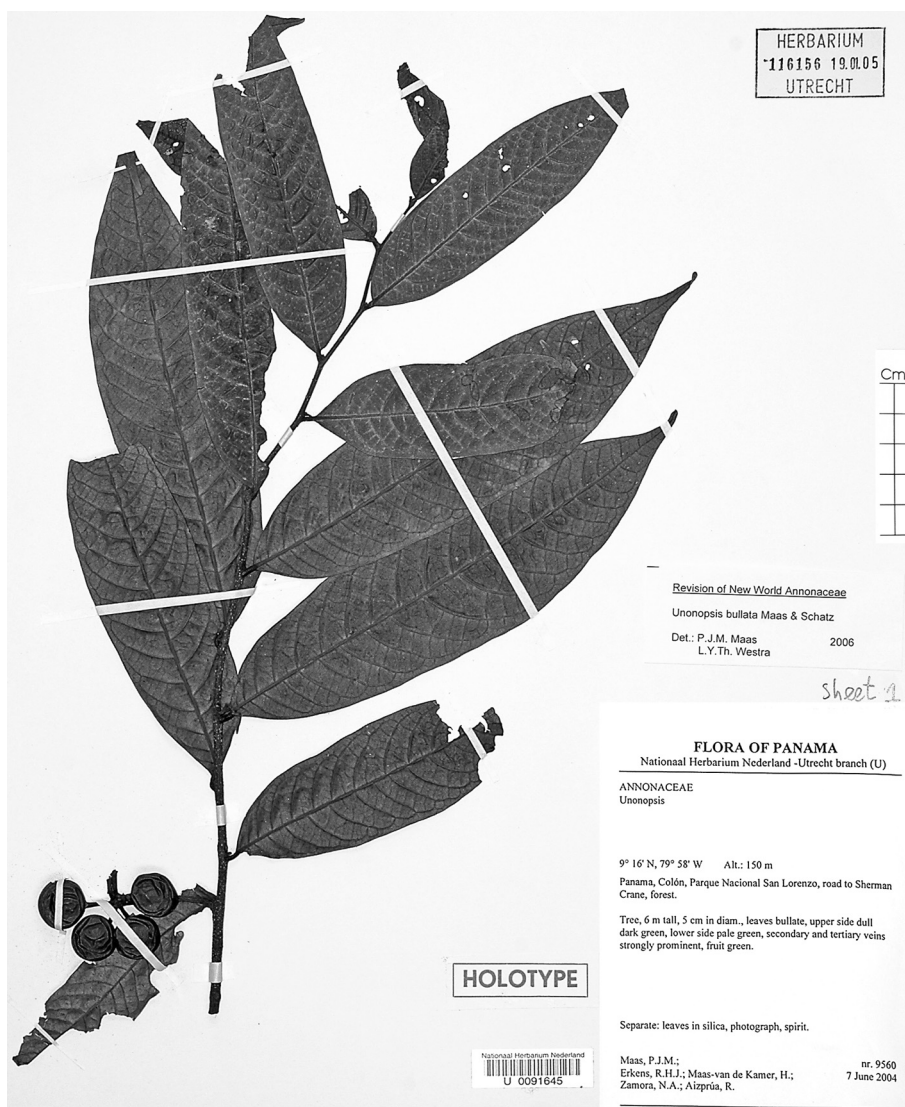 HERBARIUM
116156 19.01.05
UTRECHT
Cm
Revision of New World Annonaceae
Unonopsis bullata Maas & Schatz
Det.: P.J.M. Maas 2006
L.Y.Th. Westra
sheet 1
FLORA OF PANAMA
Nationaal Herbarium Nederland -Utrecht branch (U)
ANNONACEAE
Unonopsis
9° 16' N, 79° 58' W Alt.: 150 m
Panama, Colón, Parque Nacional San Lorenzo, road to Sherman
Crane, forest.
Tree, 6 m tall, 5 cm in diam., leaves bullate, upper side dull
dark green, lower side pale green, secondary and tertiary veins
strongly prominent, fruit green.
HOLOTYPE
Separate: leaves in silica, photograph, spirit.
Nationaal Herbarium Nederland
U 0091645
Maas, P.J.M.; nr. 9560
Erkens, R.H.J.; Maas-van de Kamer, H.; 7 June 2004
Zamora, N.A.; Aizprúa, R.